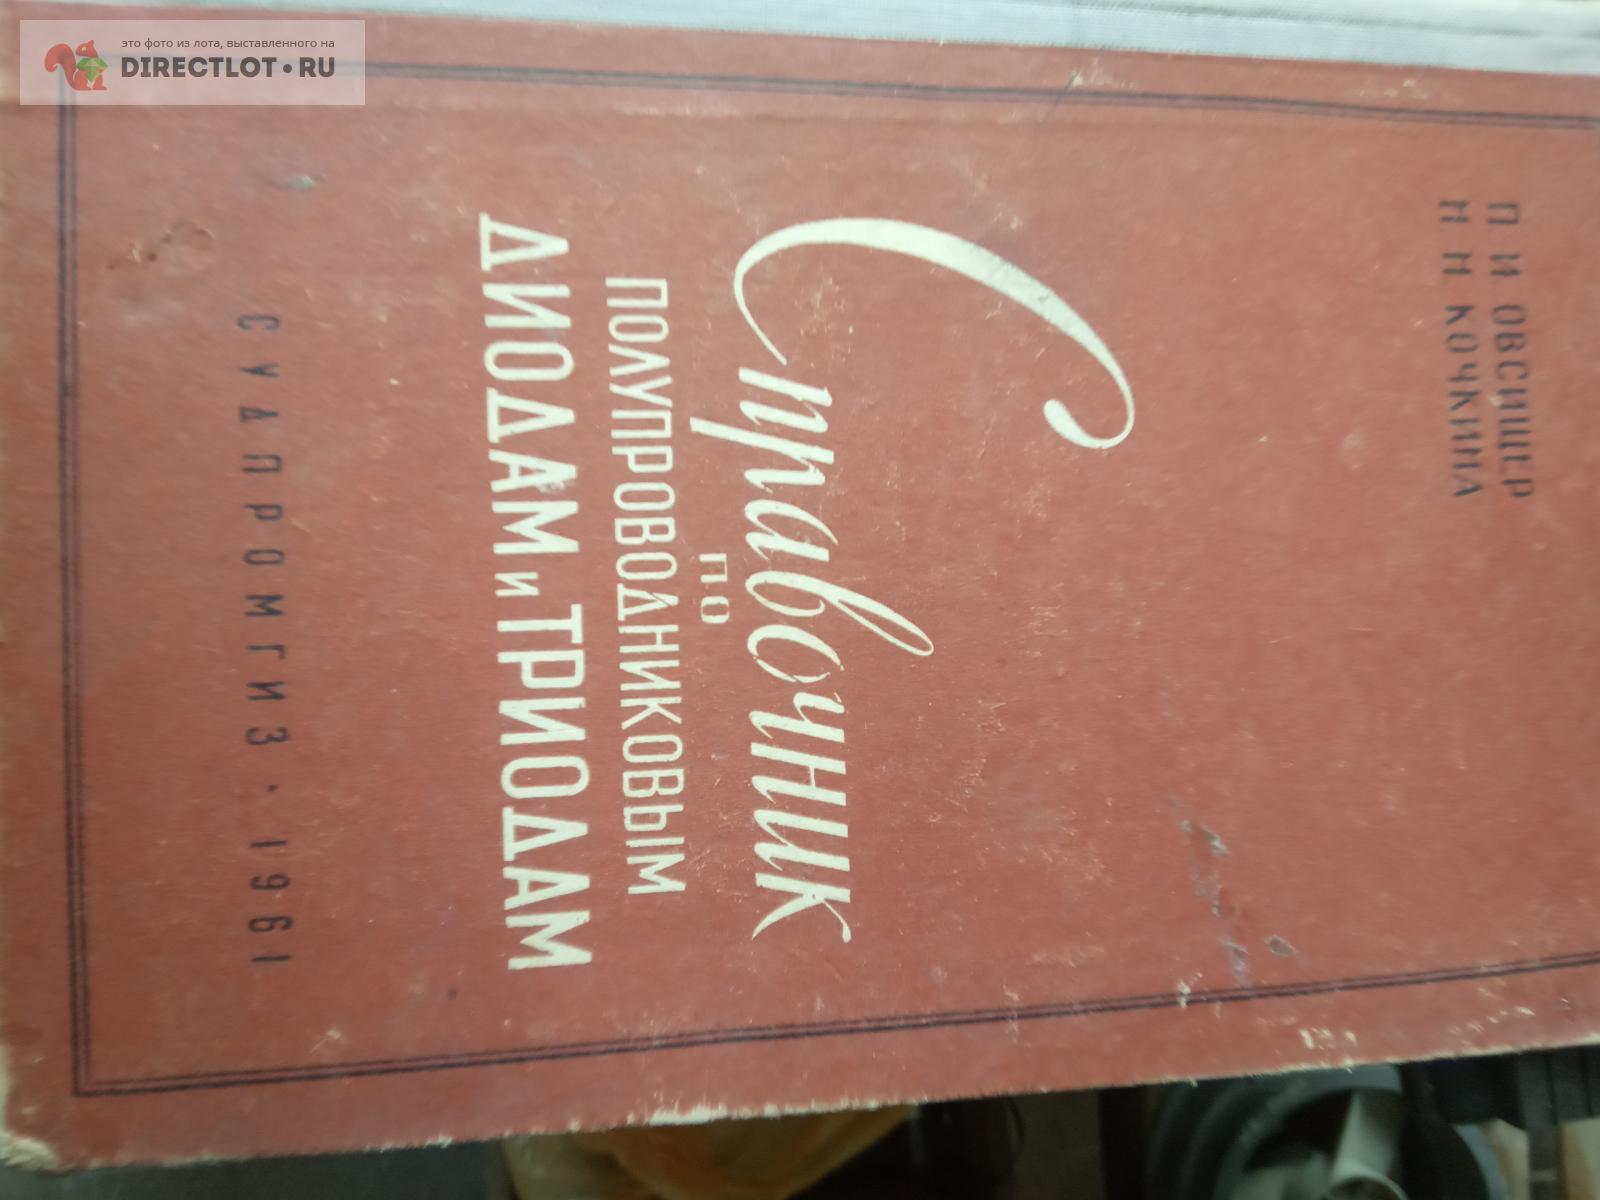 это фото из лота, выставленного на
DIRECTLOT•RU
П И ОВСИЩЕР
Н Н КОЧКИНА
Справочник
ПО
ПОЛУПРОВОДНИКОВЫМ
ДИОДАМ И ТРИОДАМ
СУДПРОМГИЗ · 1961